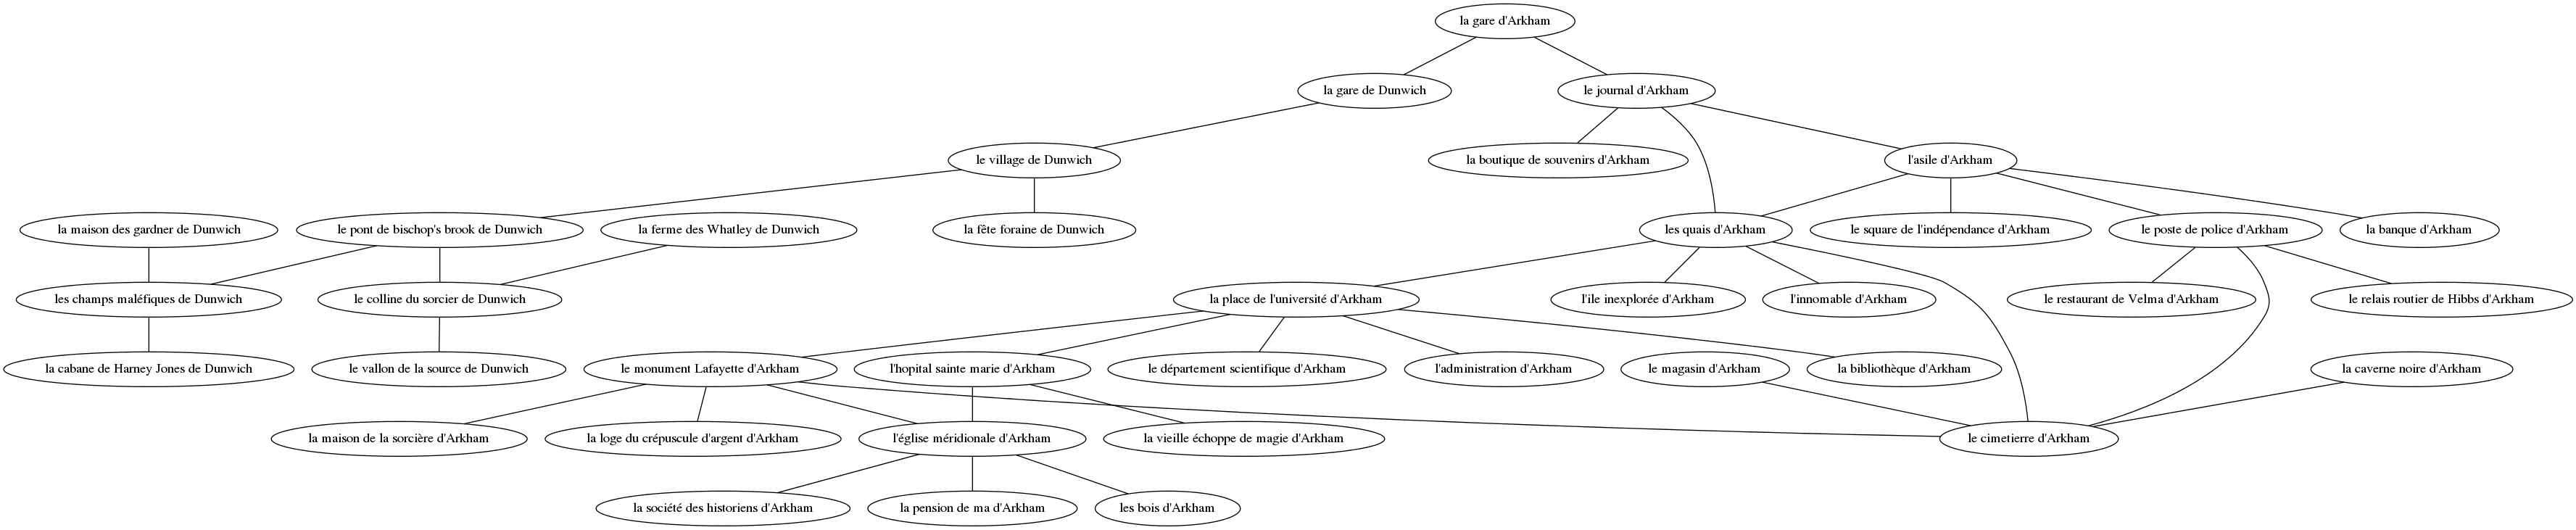 la gare d'Arkham
la gare de Dunwich
le journal d'Arkham
le village de Dunwich
la boutique de souvenirs d'Arkham
l'asile d'Arkham
la maison des gardner de Dunwich
le pont de bischop's brook de Dunwich
la ferme des Whatley de Dunwich
la fête foraine de Dunwich
les quais d'Arkham
le square de l'indépendance d'Arkham
le poste de police d'Arkham
la banque d'Arkham
les champs maléfiques de Dunwich
le colline du sorcier de Dunwich
la place de l'université d'Arkham
l'ile inexplorée d'Arkham
l'innomable d'Arkham
le restaurant de Velma d'Arkham
le relais routier de Hibbs d'Arkham
la cabane de Harney Jones de Dunwich
le vallon de la source de Dunwich
le monument Lafayette d'Arkham
l'hopital sainte marie d'Arkham
le département scientifique d'Arkham
l'administration d'Arkham
le magasin d'Arkham
la bibliothèque d'Arkham
la caverne noire d'Arkham
la maison de la sorcière d'Arkham
la loge du crépuscule d'argent d'Arkham
l'église méridionale d'Arkham
la vieille échoppe de magie d'Arkham
le cimetierre d'Arkham
la société des historiens d'Arkham
la pension de ma d'Arkham
les bois d'Arkham